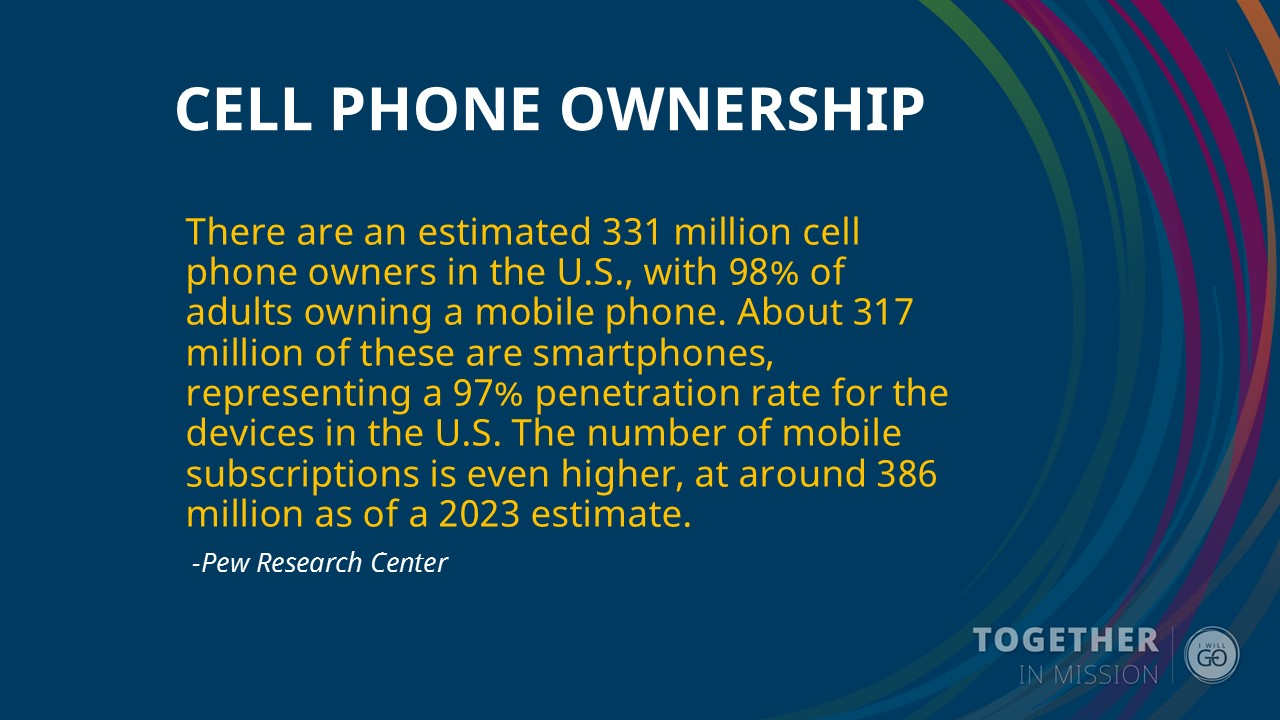 CELL PHONE OWNERSHIP
There are an estimated 331 million cell
phone owners in the U.S., with 98% of
adults owning a mobile phone. About 317
million of these are smartphones,
representing a 97% penetration rate for the
devices in the U.S. The number of mobile
subscriptions is even higher, at around 386
million as of a 2023 estimate.
-Pew Research Center
TOGETHER
IN MISSION
I WILL
GO